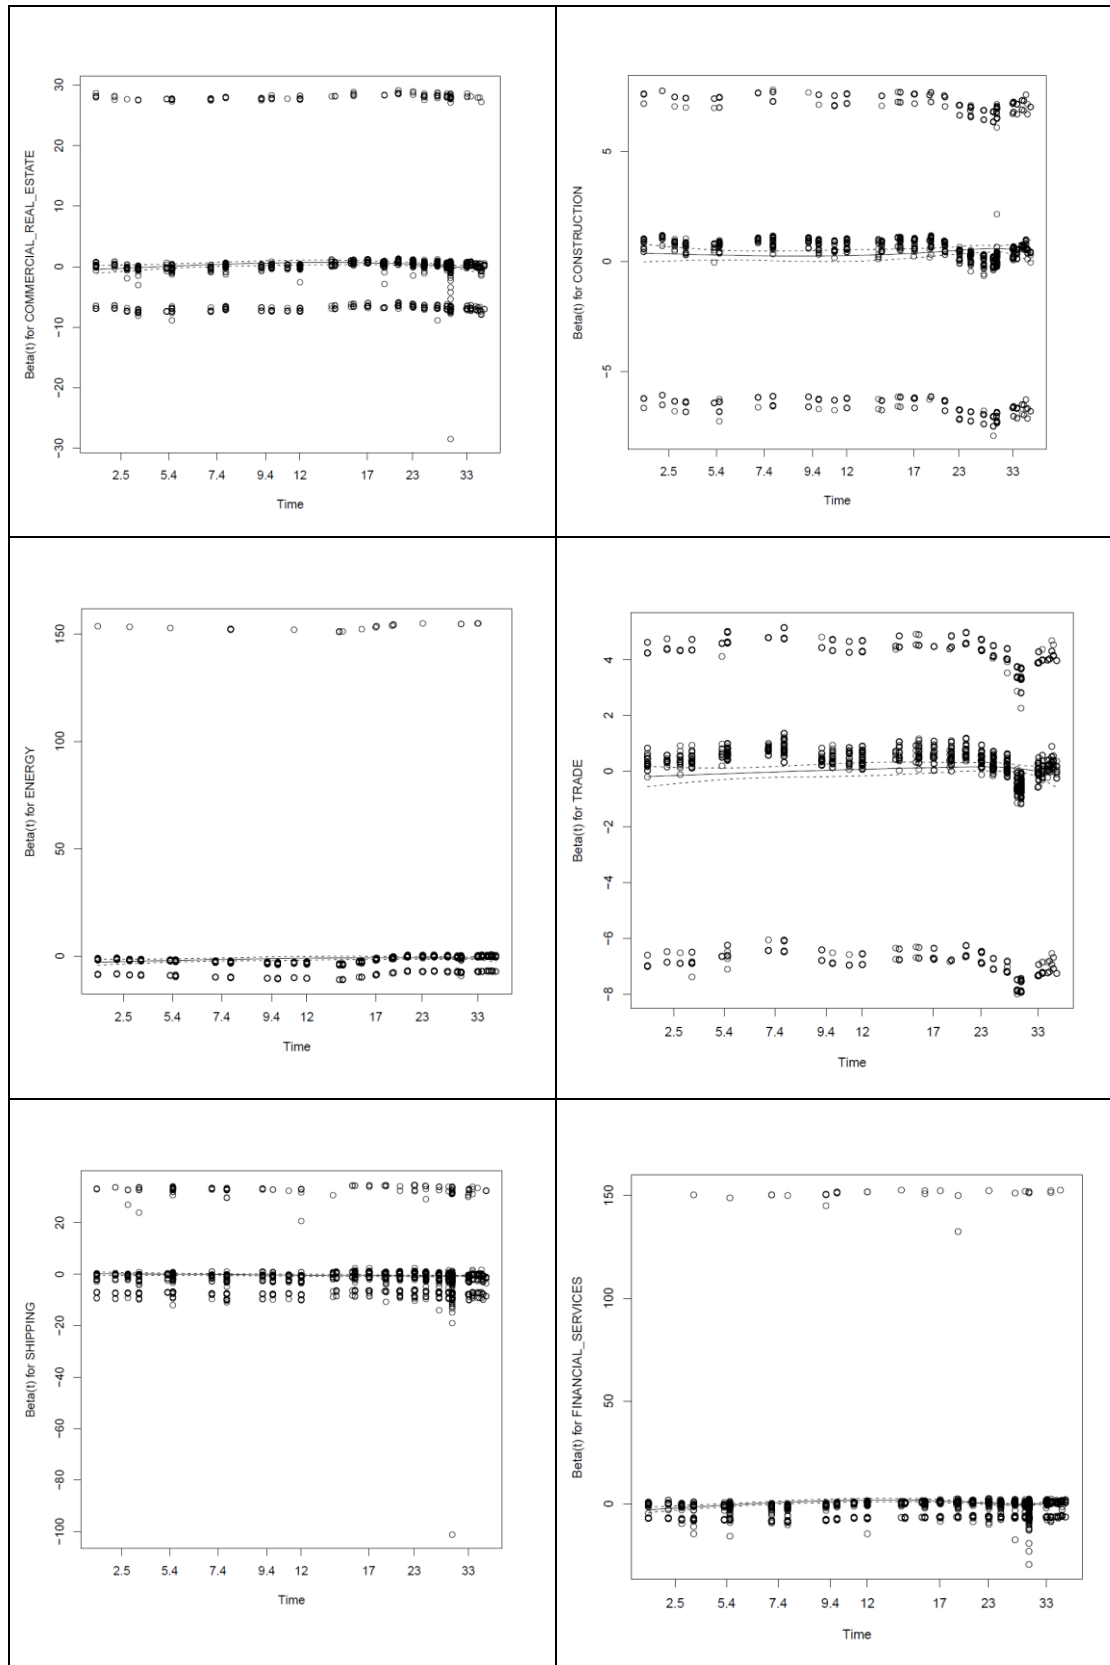 30
20
10
0
−10
−20
−30
Beta(t) for COMMERCIAL_REAL_ESTATE
2.5 5.4 7.4 9.4 12 17 23 33
Time
5
0
−5
Beta(t) for CONSTRUCTION
2.5 5.4 7.4 9.4 12 17 23 33
Time
150
100
50
0
Beta(t) for ENERGY
2.5 5.4 7.4 9.4 12 17 23 33
Time
4
2
0
−2
−4
−6
−8
Beta(t) for TRADE
2.5 5.4 7.4 9.4 12 17 23 33
Time
20
0
−20
−40
−60
−80
−100
Beta(t) for SHIPPING
2.5 5.4 7.4 9.4 12 17 23 33
Time
150
100
50
0
Beta(t) for FINANCIAL_SERVICES
2.5 5.4 7.4 9.4 12 17 23 33
Time